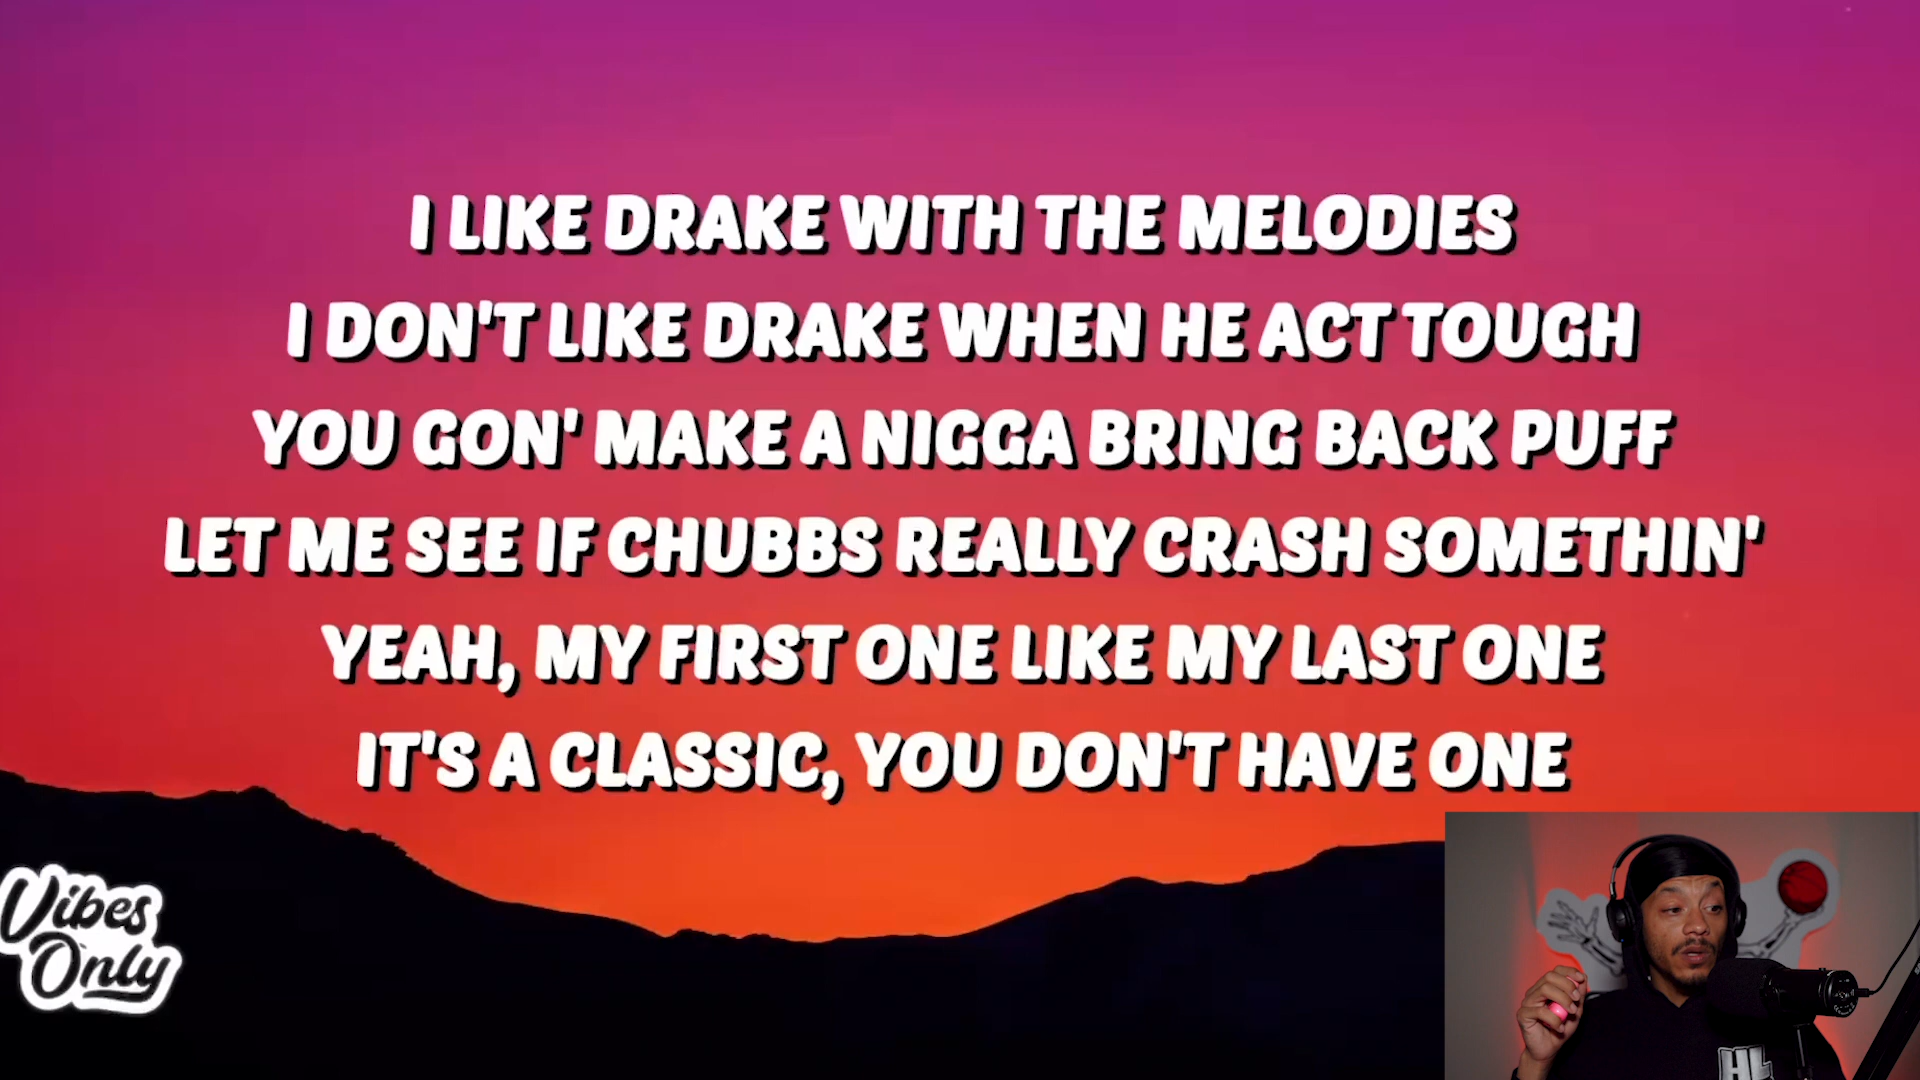 I LIKE DRAKE WITH THE MELODIES
I DON'T LIKE DRAKE WHEN HE ACT TOUGH
YOU GON' MAKE A NIGGA BRING BACK PUFF
LET ME SEE IF CHUBBS REALLY CRASH SOMETHIN'
YEAH, MY FIRST ONE LIKE MY LAST ONE
IT'S A CLASSIC, YOU DON'T HAVE ONE
Vibes
Only
HL